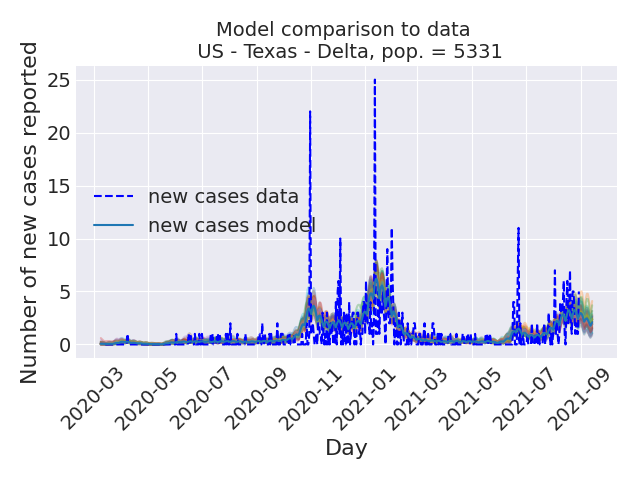 Model comparison to data
US - Texas - Delta, pop. = 5331
Number of new cases reported
25
20
15
10
5
0
new cases data
new cases model
2020-03
2020-05
2020-07
2020-09
2020-11
2021-01
2021-03
2021-05
2021-07
2021-09
Day